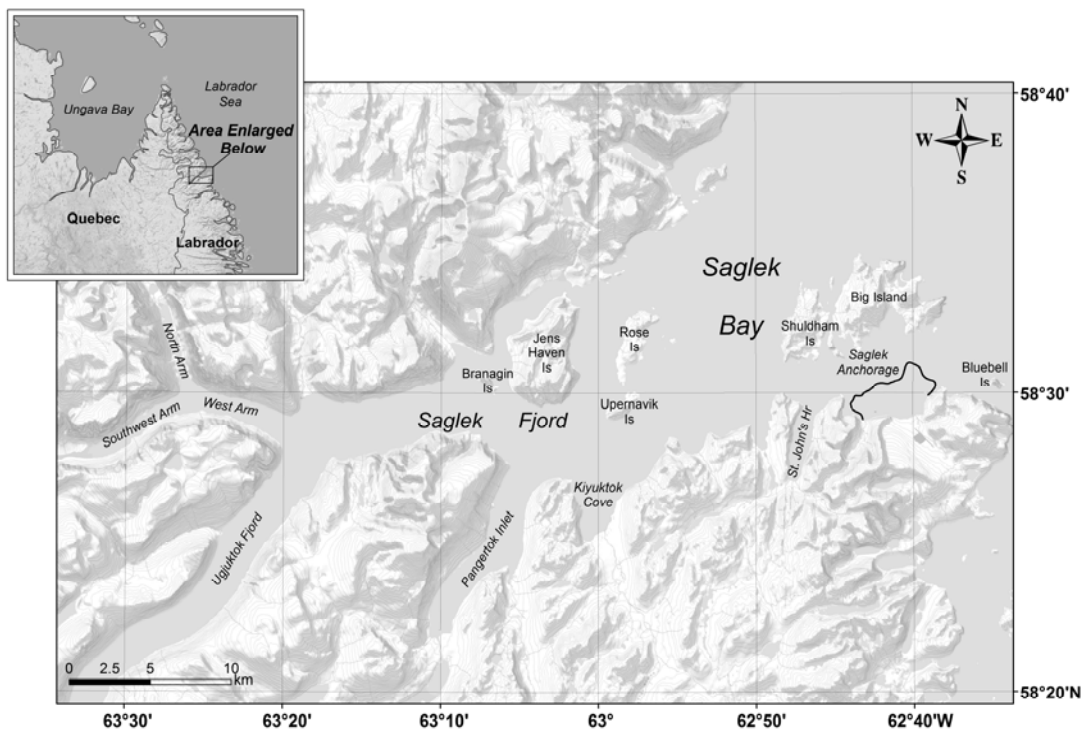 Ungava Bay
Labrador
Sea
Area Enlarged
Below
Quebec
Labrador
58°40'
N
W E
S
Saglek
Bay
Big Island
Shuldham
Is
Saglek
Anchorage
Bluebell
Is
Rose
Is
Jens
Haven
Is
Branagin
Is
Upernavik
Is
58°30'
North Arm
West Arm
Southwest Arm
Saglek Fjord
St. John's Hr
Kiyuktok
Cove
Pangertok Inlet
Ugjuktok Fjord
0 2.5 5 10
km
58°20'N
63°30' 63°20' 63°10' 63° 62°50' 62°40'W